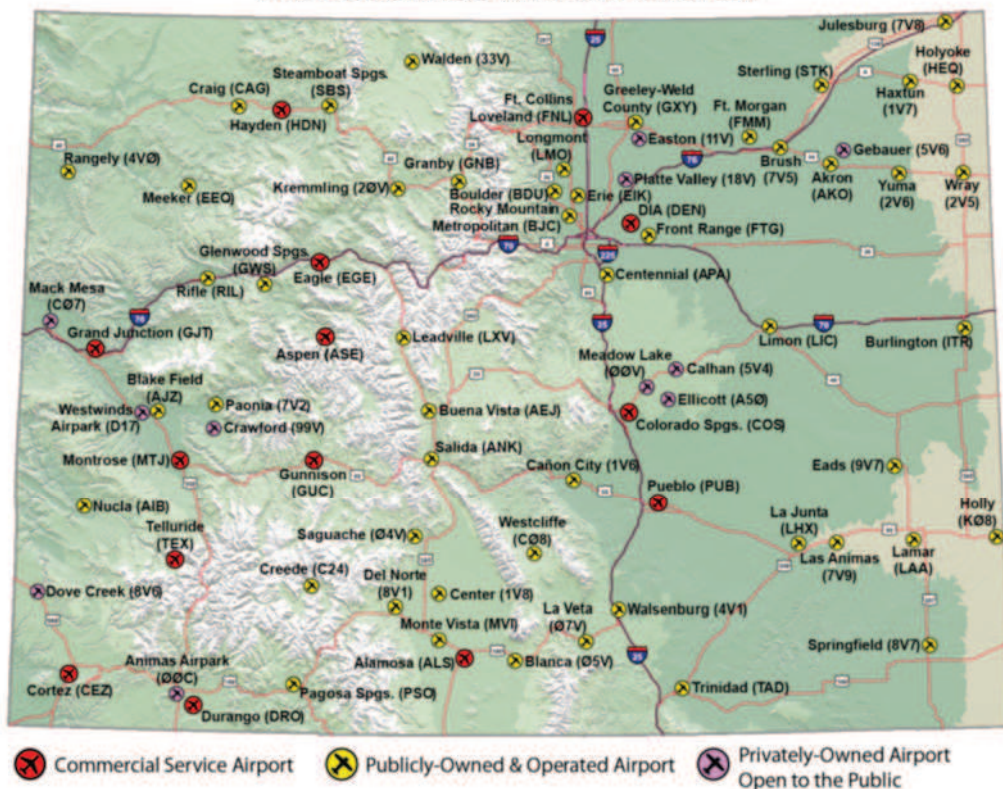 Julesburg (7V8)
Walden (33V)
Holyoke
(HEQ)
Steamboat Spgs.
(SBS)
Sterling (STK)
Craig (CAG)
Haxtun
(1V7)
Hayden (HDN)
Ft. Collins
Loveland (FNL)
Greeley-Weld
County (GXY)
Ft. Morgan
(FMM)
Easton (11V)
Longmont
(LMO)
Gebauer (5V6)
Rangely (4VØ)
Granby (GNB)
Brush
(7V5)
Akron
(AKO)
Yuma
(2V6)
Wray
(2V5)
Meeker (EEO)
Kremmling (2ØV)
Boulder (BDU)
Erie (EIK)
Platte Valley (18V)
Rocky Mountain
Metropolitan (BJC)
DIA (DEN)
Front Range (FTG)
Glenwood Spgs.
(GWS)
Eagle (EGE)
Rifle (RIL)
Centennial (APA)
Mack Mesa
(CØ7)
Grand Junction (GJT)
Aspen (ASE)
Leadville (LXV)
Limon (LIC)
Burlington (ITR)
Meadow Lake
(ØØV)
Calhan (5V4)
Ellicott (A5Ø)
Blake Field
(AJZ)
Westwinds
Airpark (D17)
Paonia (7V2)
Crawford (99V)
Buena Vista (AEJ)
Colorado Spgs. (COS)
Montrose (MTJ)
Gunnison
(GUC)
Salida (ANK)
Cañon City (1V6)
Eads (9V7)
Pueblo (PUB)
Nucla (AIB)
Telluride
(TEX)
Saguache (Ø4V)
Westcliffe
(CØ8)
La Junta
(LHX)
Las Animas
(7V9)
Lamar
(LAA)
Holly
(KØ8)
Dove Creek (8V6)
Creede (C24)
Del Norte
(8V1)
Center (1V8)
La Veta
(Ø7V)
Walsenburg (4V1)
Monte Vista (MVI)
Springfield (8V7)
Animas Airpark
(ØØC)
Alamosa (ALS)
Blanca (Ø5V)
Cortez (CEZ)
Pagosa Spgs. (PSO)
Trinidad (TAD)
Durango (DRO)
25
76
70
225
70
70
25
25
Commercial Service Airport
Publicly-Owned & Operated Airport
Privately-Owned Airport
Open to the Public